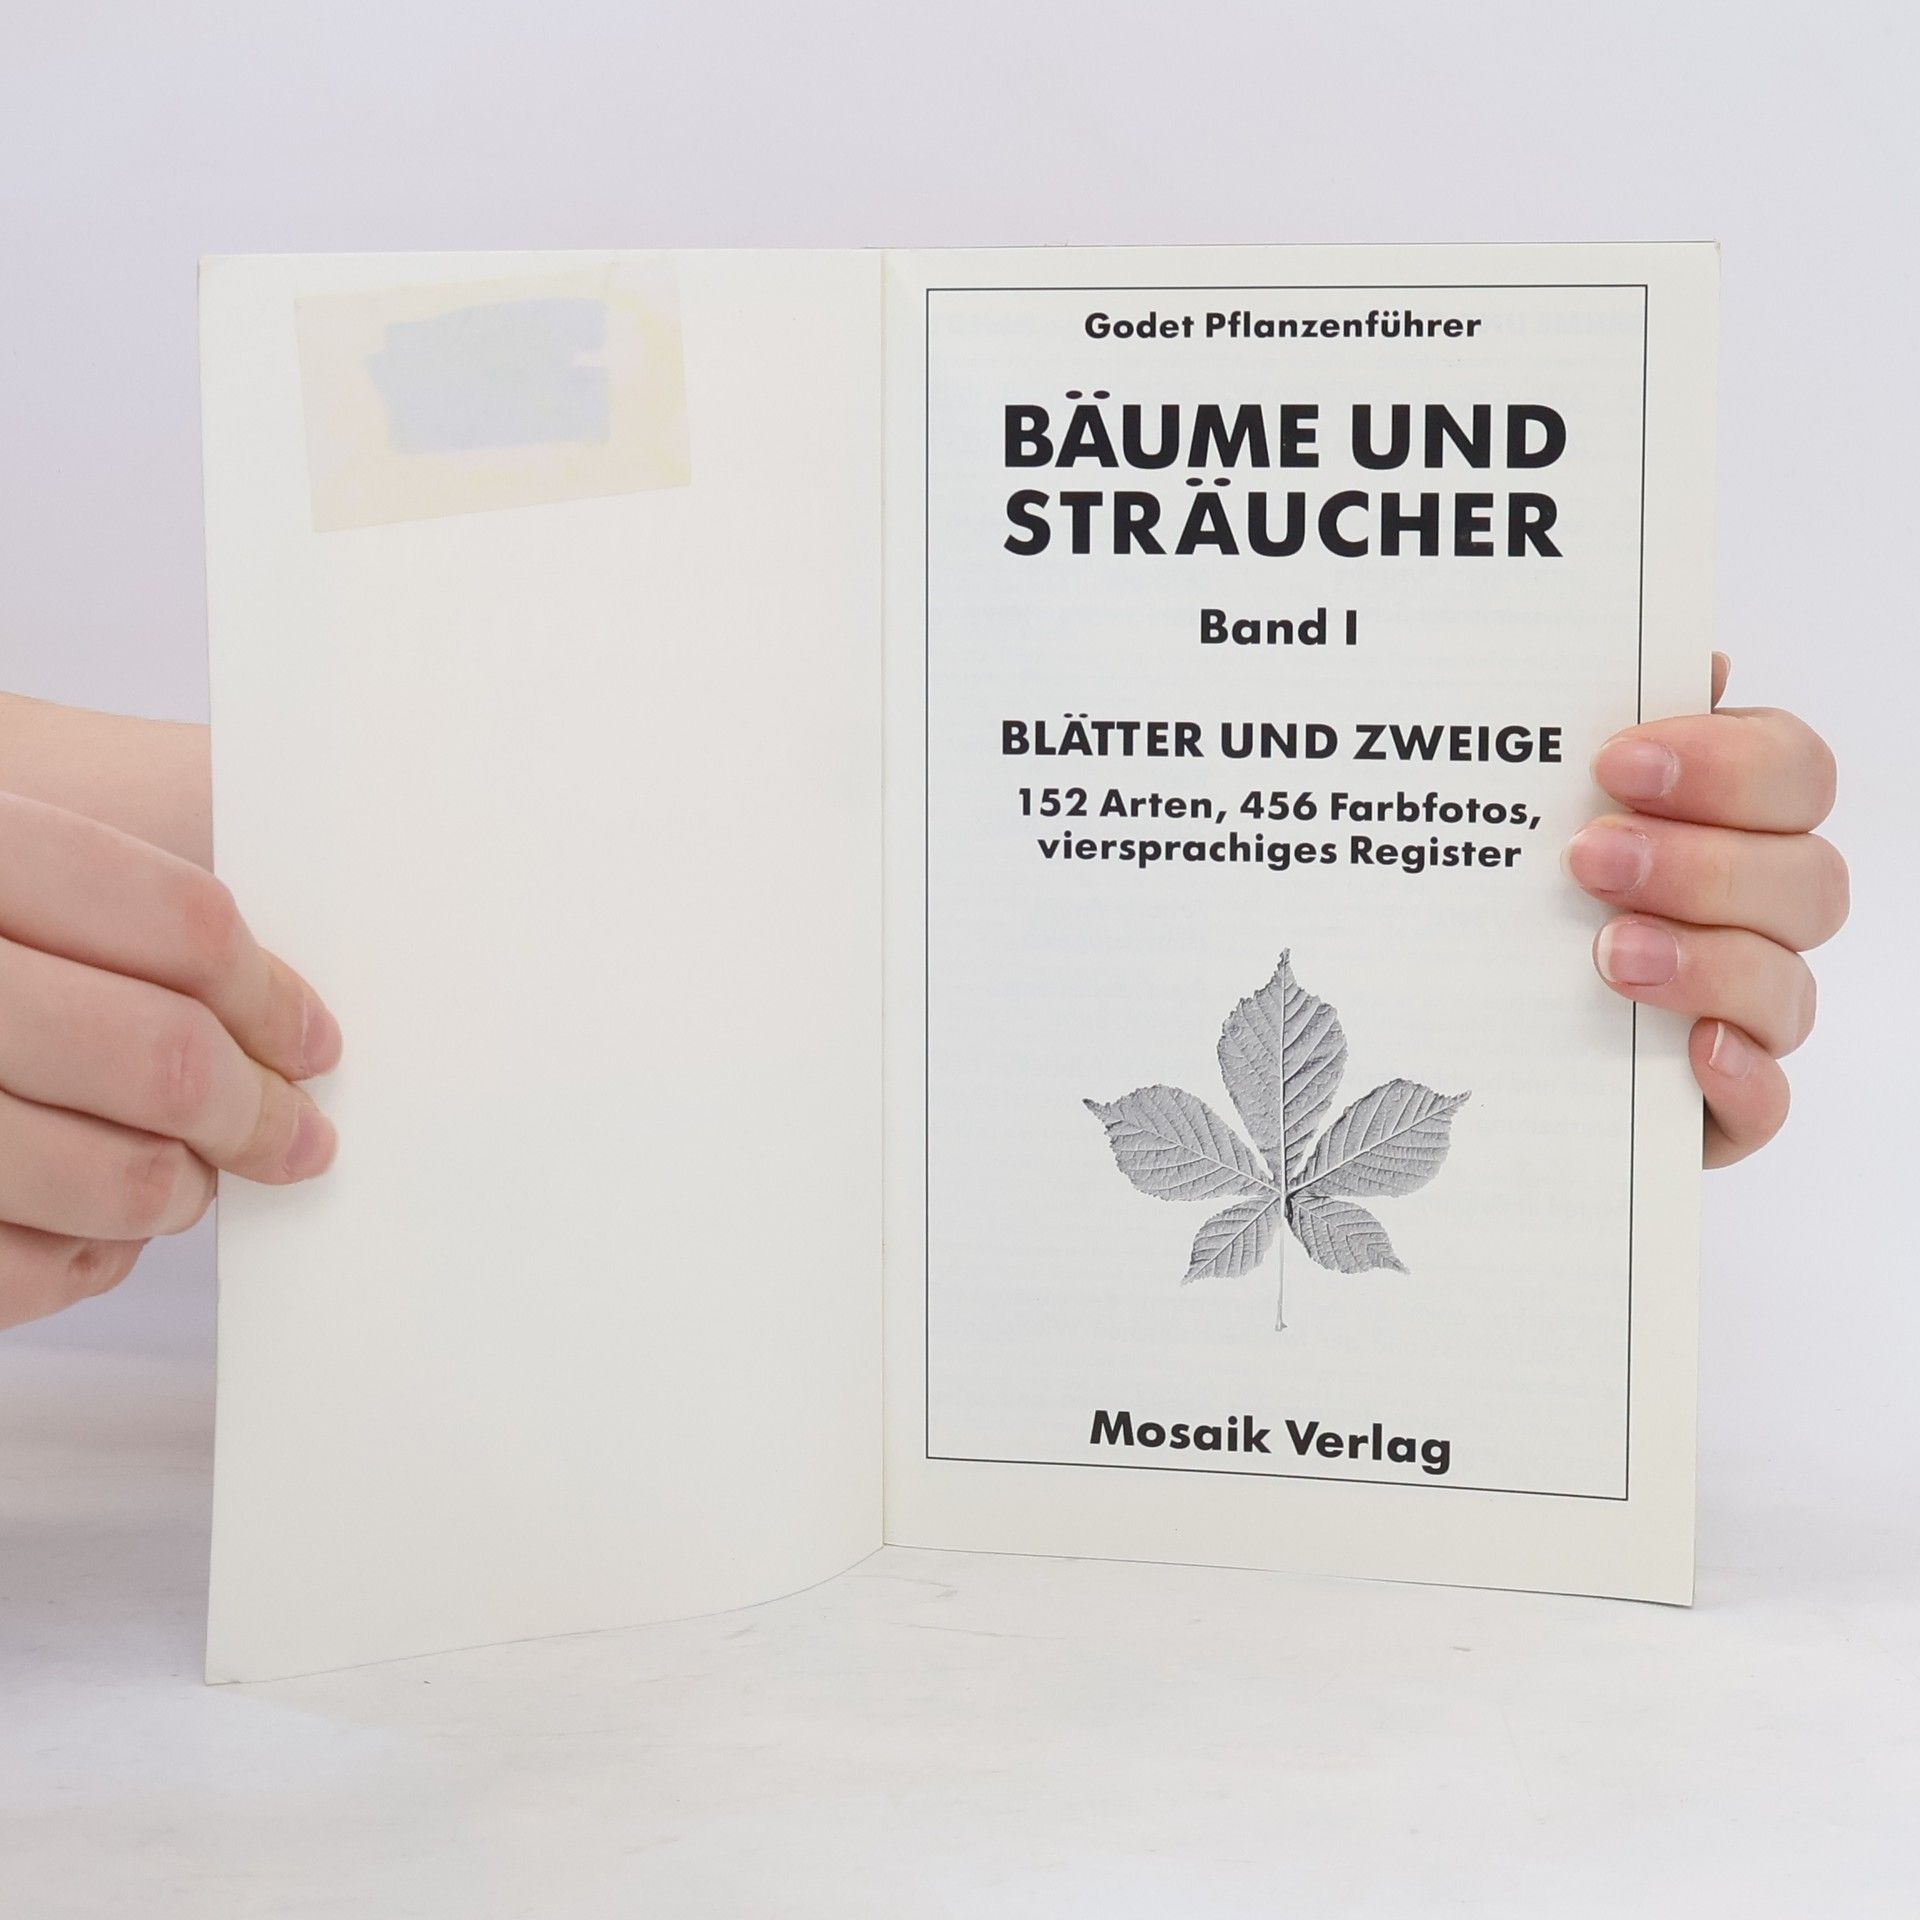 Godet Pflanzenführer
BÄUME UND
STRÄUCHER
Band I
BLÄTTER UND ZWEIGE
152 Arten, 456 Farbfotos,
viersprachiges Register
Mosaik Verlag